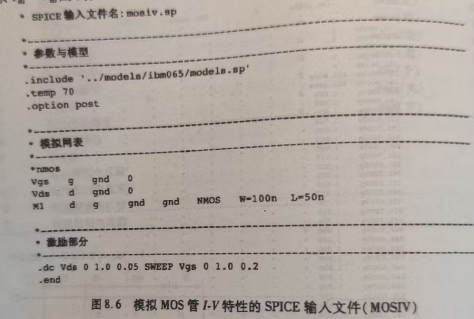 * SPICE 输入文件名: mosiv.sp
*----------------------------------------------------------------------
* 参数与模型
*----------------------------------------------------------------------
.include '../models/ibm065/models.sp'
.temp 70
.option post
*----------------------------------------------------------------------
* 模拟网表
*----------------------------------------------------------------------
*nmos
Vgs g gnd 0
Vds d gnd 0
M1 d g gnd gnd NMOS W=100n L=50n
*----------------------------------------------------------------------
* 激励部分
*----------------------------------------------------------------------
.dc Vds 0 1.0 0.05 SWEEP Vgs 0 1.0 0.2
.end
图 8.6 模拟 MOS 管 I-V 特性的 SPICE 输入文件(MOSIV)